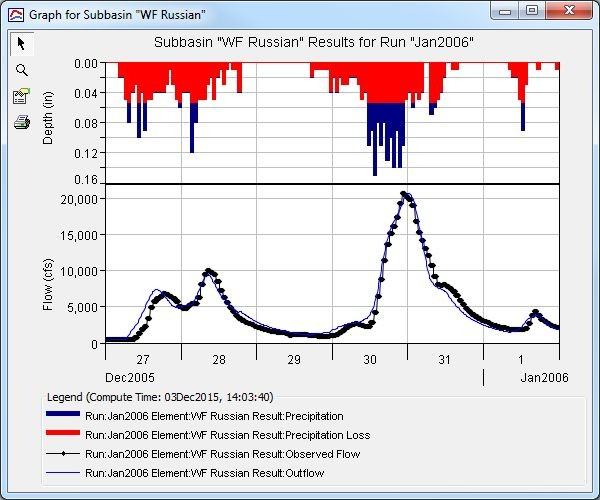 Graph for Subbasin "WF Russian"
Subbasin "WF Russian" Results for Run "Jan2006"
Depth (in)
0.00
0.04
0.08
0.12
0.16
Flow (cfs)
20,000
15,000
10,000
5,000
0
27 28 29 30 31 1
Dec2005 Jan2006
Legend (Compute Time: 03Dec2015, 14:03:40)
Run:Jan2006 Element:WF Russian Result:Precipitation
Run:Jan2006 Element:WF Russian Result:Precipitation Loss
Run:Jan2006 Element:WF Russian Result:Observed Flow
Run:Jan2006 Element:WF Russian Result:Outflow